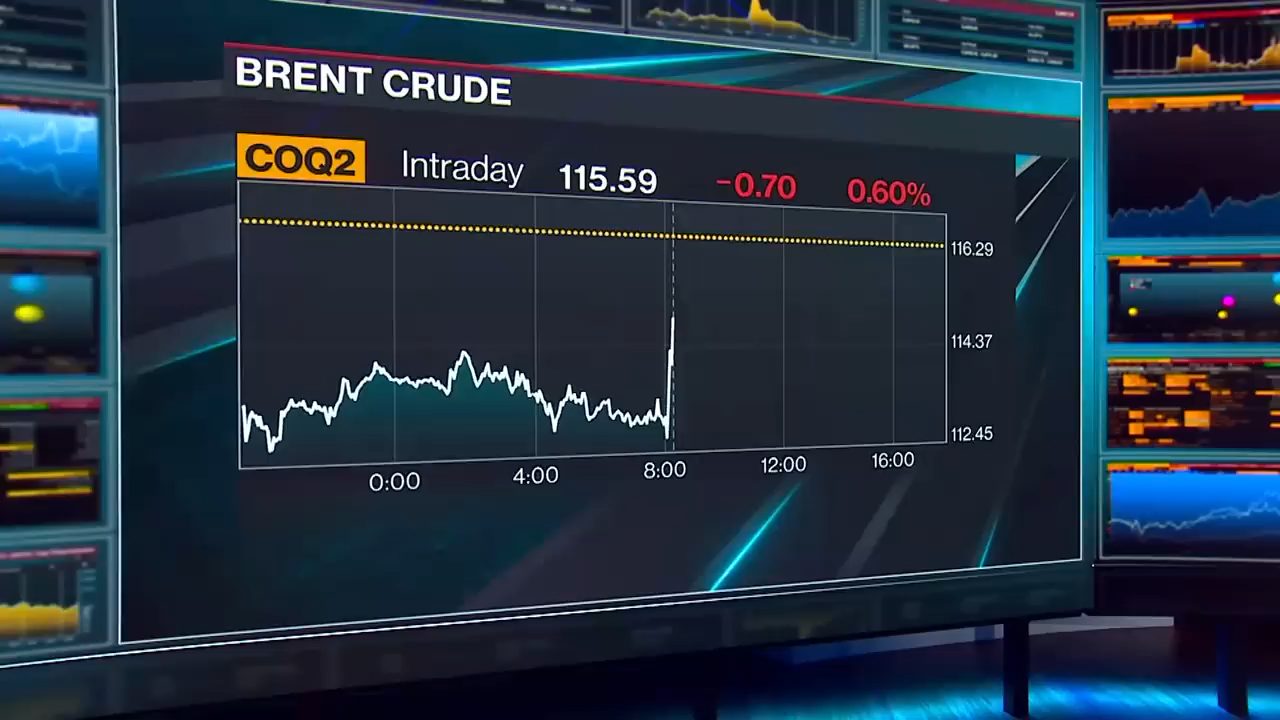 BRENT CRUDE
COQ2 Intraday 115.59 −0.70 0.60%
116.29
114.37
112.45
0:00 4:00 8:00 12:00 16:00